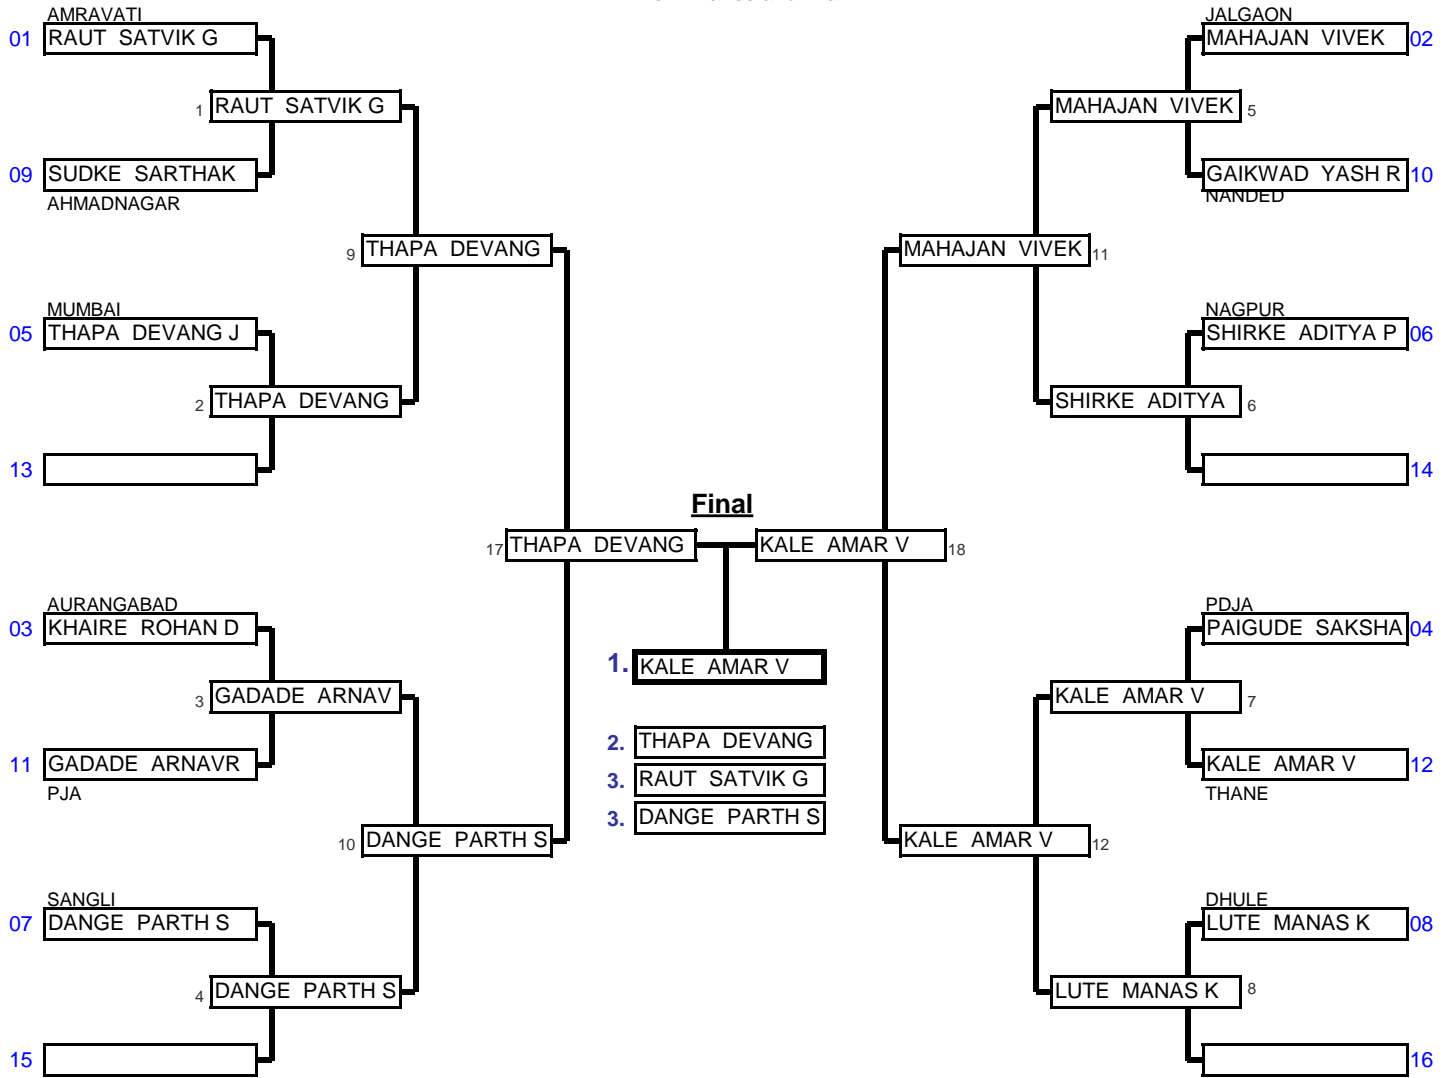 AMRAVATI
01 RAUT SATVIK G
1 RAUT SATVIK G
09 SUDKE SARTHAK
AHMADNAGAR
9 THAPA DEVANG
MUMBAI
05 THAPA DEVANG J
2 THAPA DEVANG
13
17 THAPA DEVANG
AURANGABAD
03 KHAIRE ROHAN D
3 GADADE ARNAV
11 GADADE ARNAVR
PJA
10 DANGE PARTH S
SANGLI
07 DANGE PARTH S
4 DANGE PARTH S
15
Final
1. KALE AMAR V
2. THAPA DEVANG
3. RAUT SATVIK G
3. DANGE PARTH S
JALGAON
MAHAJAN VIVEK 02
MAHAJAN VIVEK 5
GAIKWAD YASH R 10
NANDED
MAHAJAN VIVEK 11
NAGPUR
SHIRKE ADITYA P 06
SHIRKE ADITYA 6
14
KALE AMAR V 18
PDJA
PAIGUDE SAKSHA 04
KALE AMAR V 7
KALE AMAR V 12
THANE
KALE AMAR V 12
DHULE
LUTE MANAS K 08
LUTE MANAS K 8
16